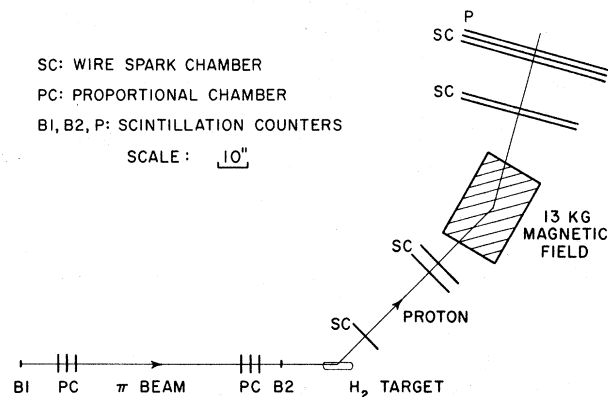 P
SC
SC: WIRE SPARK CHAMBER
PC: PROPORTIONAL CHAMBER
B1, B2, P: SCINTILLATION COUNTERS
SCALE: 10"
SC
13 KG
MAGNETIC
FIELD
SC
SC
PROTON
B1 PC π BEAM PC B2 H₂ TARGET